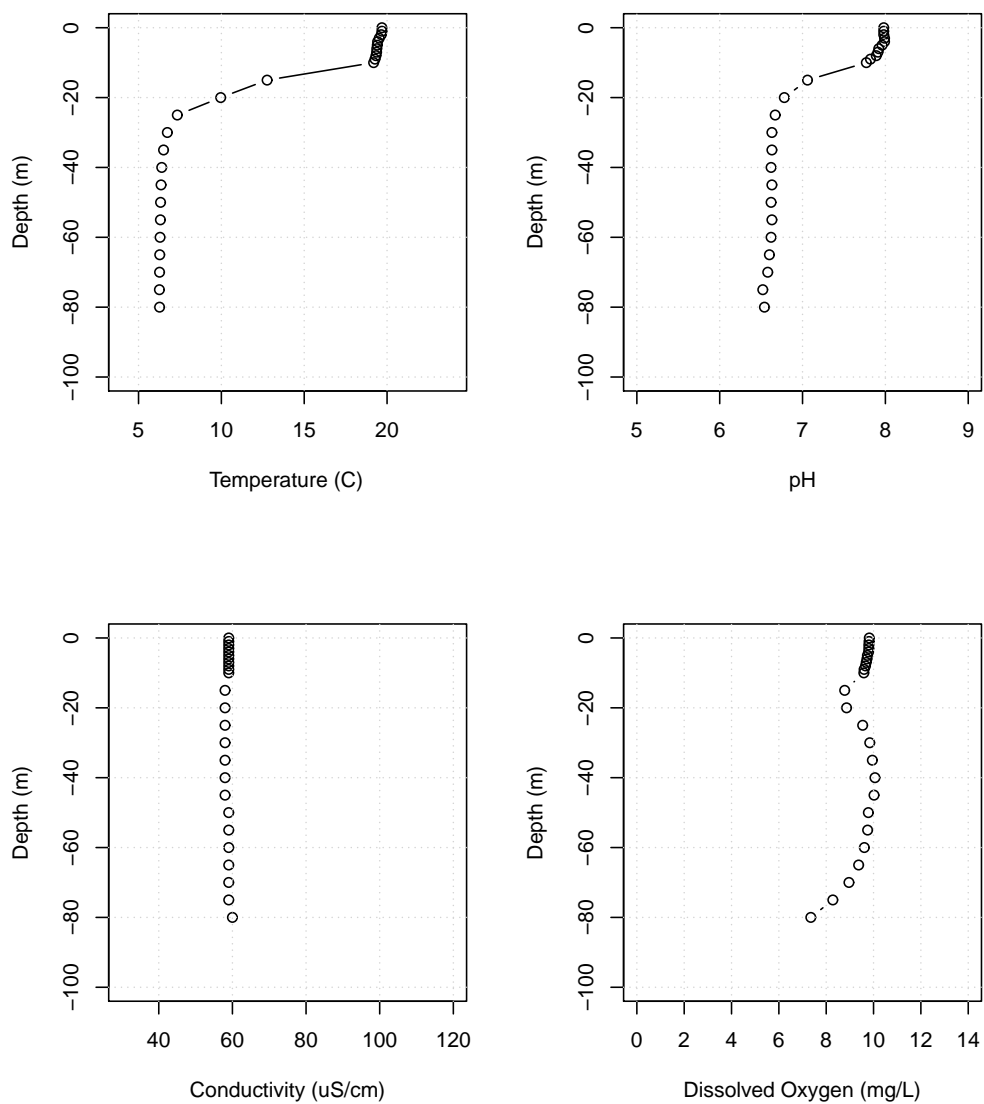 0
−20
−40
−60
−80
−100
Depth (m)
5 10 15 20
Temperature (C)
0
−20
−40
−60
−80
−100
Depth (m)
5 6 7 8 9
pH
0
−20
−40
−60
−80
−100
Depth (m)
40 60 80 100 120
Conductivity (uS/cm)
0
−20
−40
−60
−80
−100
Depth (m)
0 2 4 6 8 10 12 14
Dissolved Oxygen (mg/L)